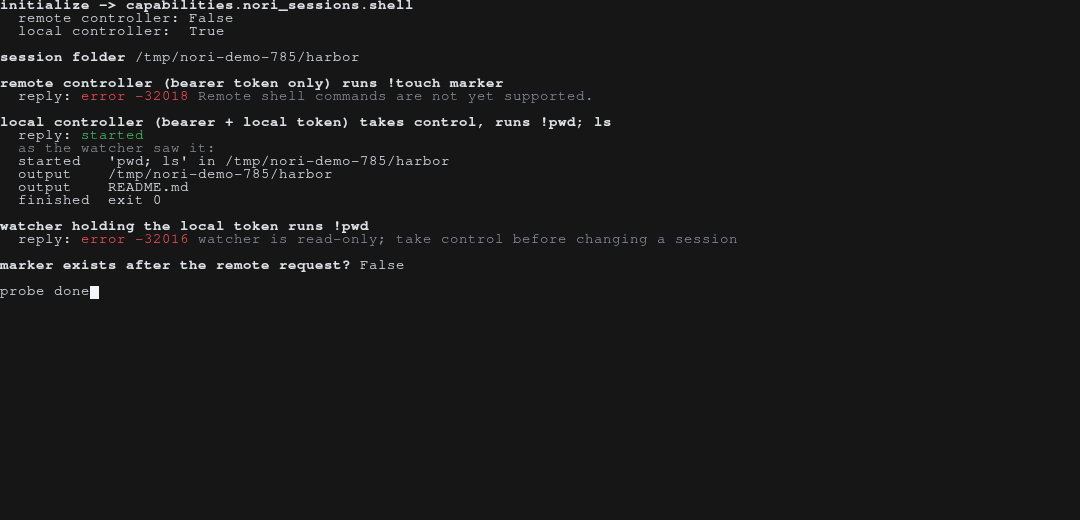 initialize -> capabilities.nori_sessions.shell
remote controller: False
local controller:  True
session folder /tmp/nori-demo-785/harbor
remote controller (bearer token only) runs !touch marker
reply: error -32018 Remote shell commands are not yet supported.
local controller (bearer + local token) takes control, runs !pwd; ls
reply: started
as the watcher saw it:
started   'pwd; ls' in /tmp/nori-demo-785/harbor
output    /tmp/nori-demo-785/harbor
output    README.md
finished  exit 0
watcher holding the local token runs !pwd
reply: error -32016 watcher is read-only; take control before changing a session
marker exists after the remote request? False
probe done